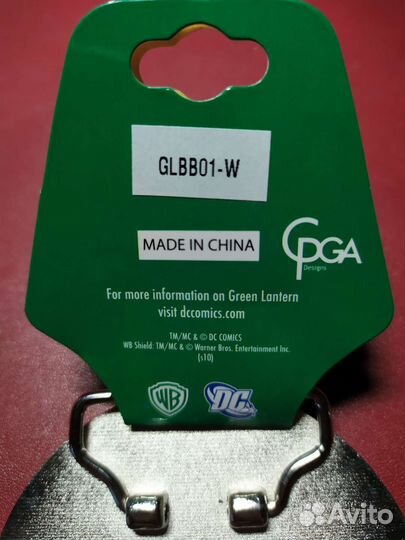 GLBB01-W
MADE IN CHINA
CPGA
Designs
For more information on Green Lantern
visit dccomics.com
TM/MC & © DC COMICS
WB Shield: TM/MC & © Warner Bros. Entertainment Inc.
(s10)
WB
DC
Avito